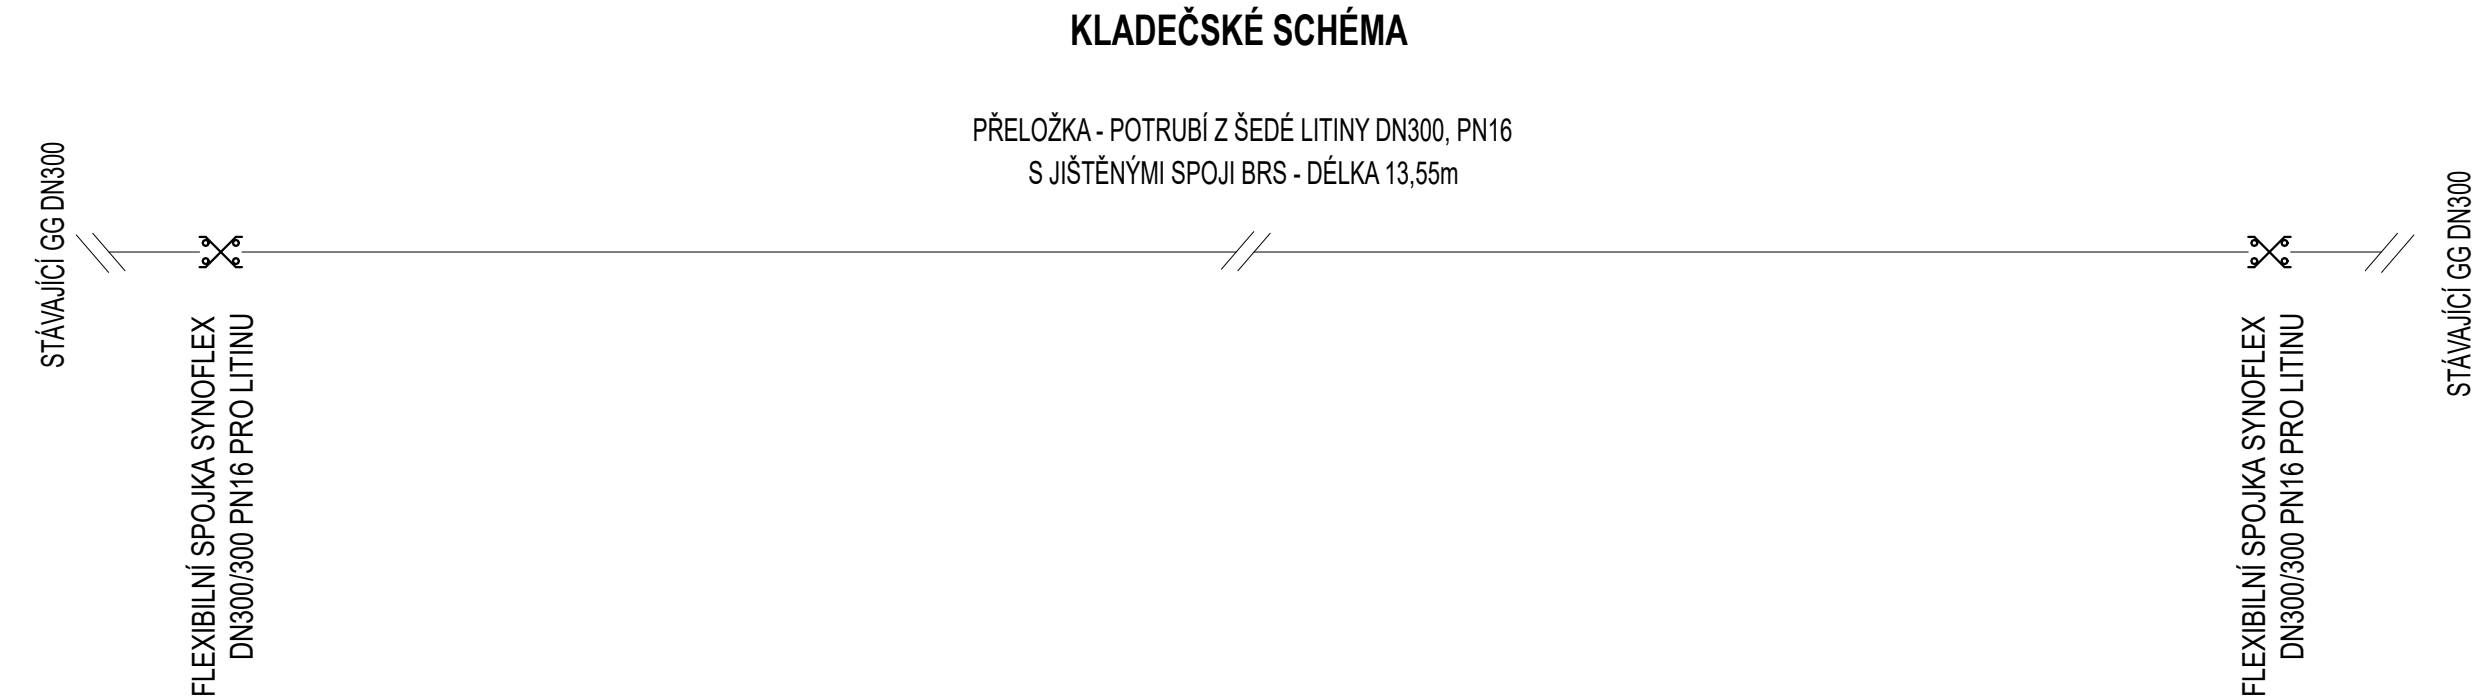 KLADEČSKÉ SCHÉMA
PŘELOŽKA - POTRUBÍ Z ŠEDÉ LITINY DN300, PN16
S JIŠTĚNÝMI SPOJI BRS - DÉLKA 13,55m
STÁVAJÍCÍ GG DN300
FLEXIBILNÍ SPOJKA SYNOFLEX
DN300/300 PN16 PRO LITINU
FLEXIBILNÍ SPOJKA SYNOFLEX
DN300/300 PN16 PRO LITINU
STÁVAJÍCÍ GG DN300